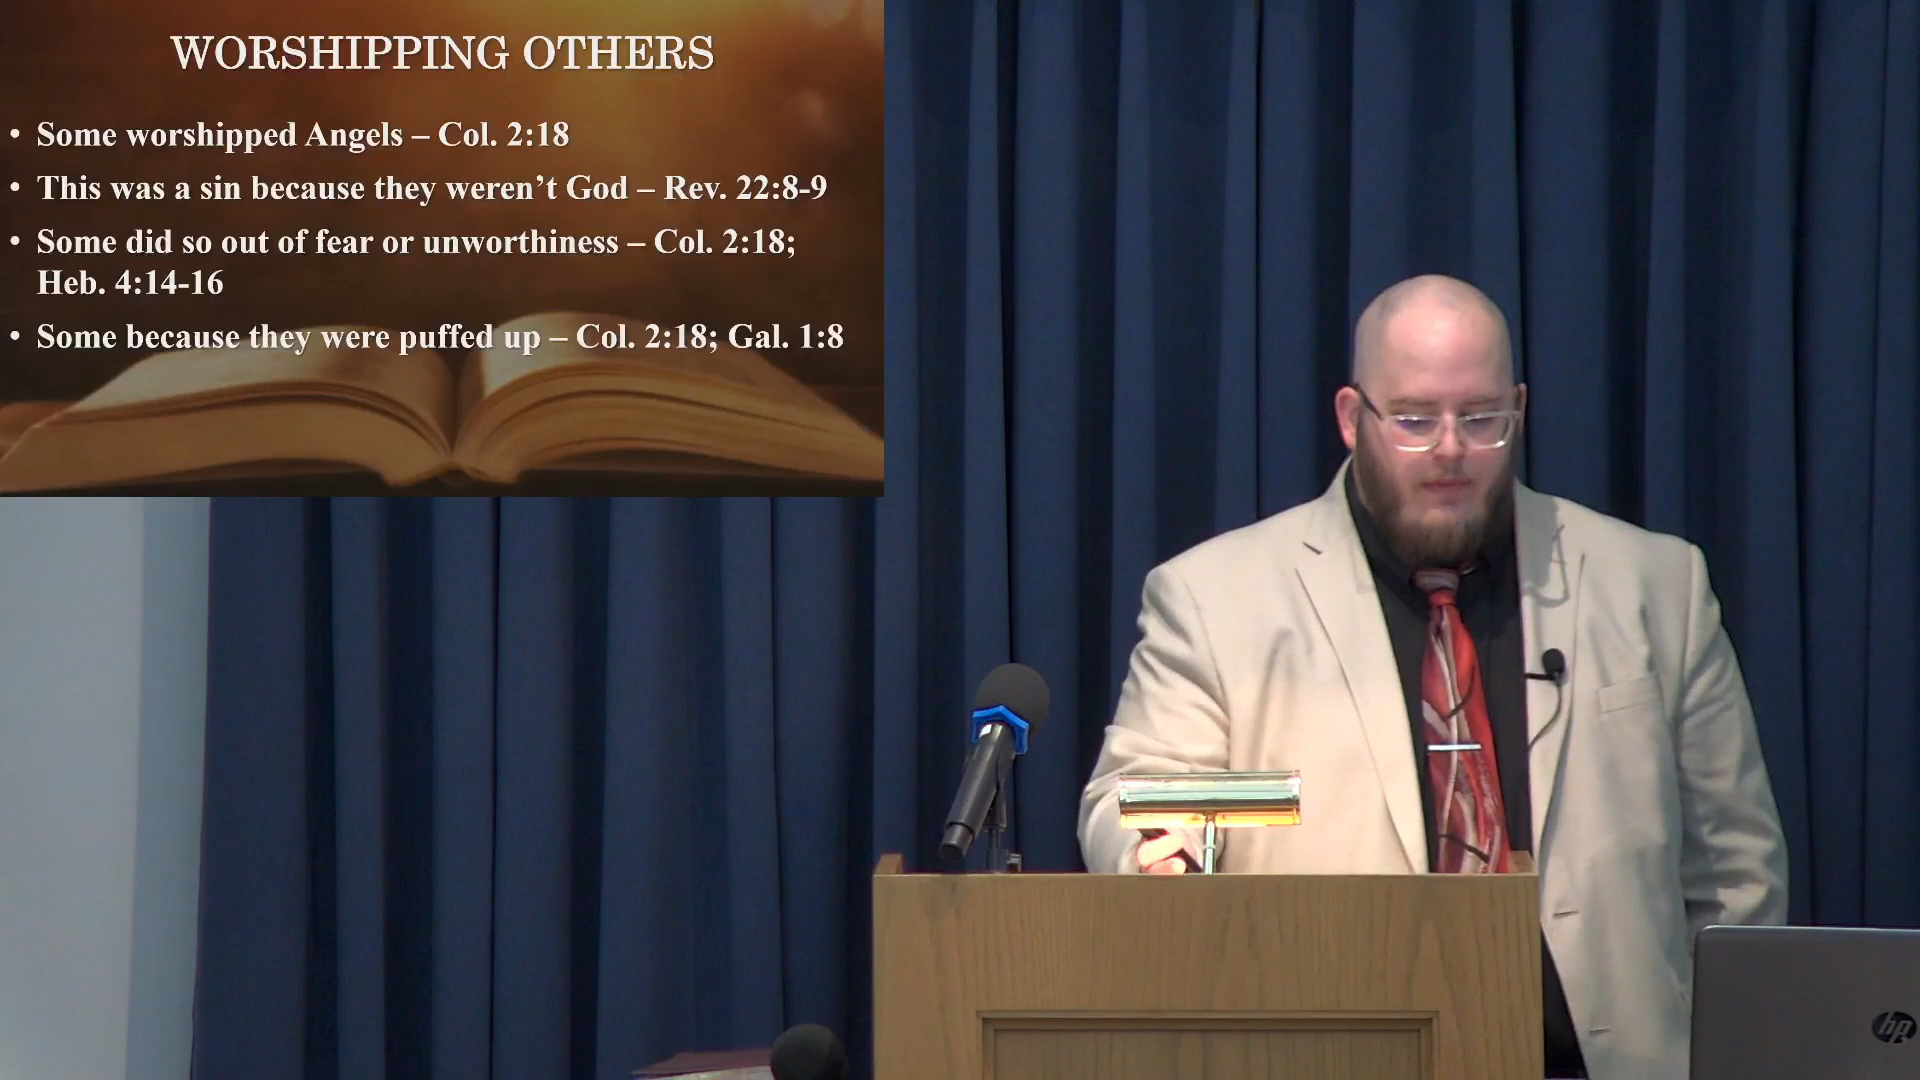 WORSHIPPING OTHERS
• Some worshipped Angels – Col. 2:18
• This was a sin because they weren’t God – Rev. 22:8-9
• Some did so out of fear or unworthiness – Col. 2:18;
Heb. 4:14-16
• Some because they were puffed up – Col. 2:18; Gal. 1:8
hp